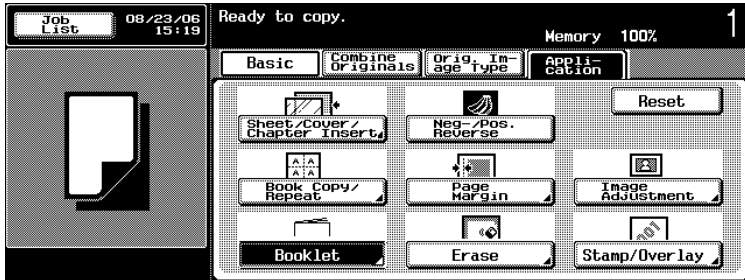 Job
List
08/23/06
15:19
Ready to copy.
Memory 100%
1
Basic
Combine
Originals
Orig. Im-
age Type
Appli-
cation
Sheet/Cover/
Chapter Insert
Neg-/Pos.
Reverse
Reset
Book Copy/
Repeat
Page
Margin
Image
Adjustment
Booklet
Erase
Stamp/Overlay